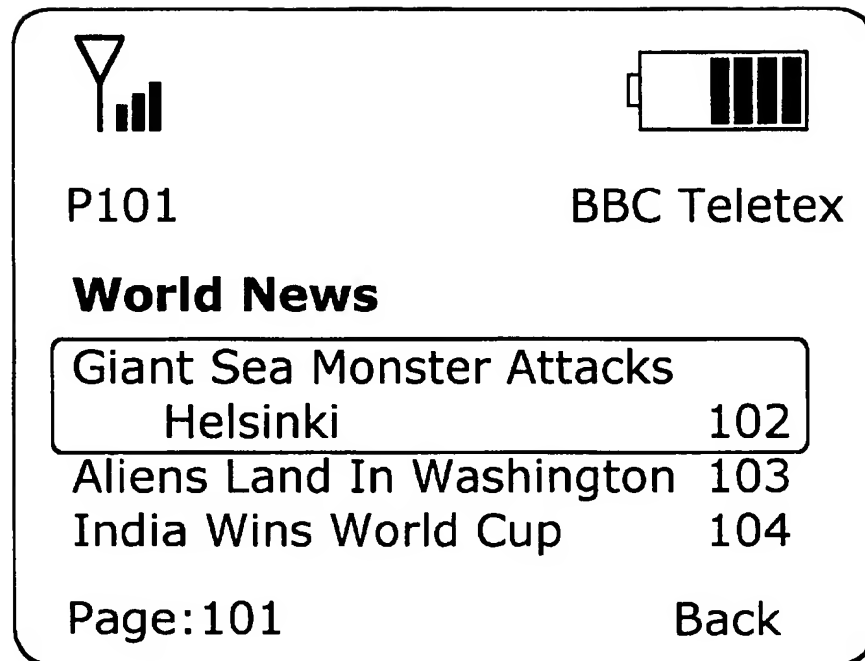 P101 BBC Teletex
World News
Giant Sea Monster Attacks
Helsinki 102
Aliens Land In Washington 103
India Wins World Cup 104
Page:101 Back